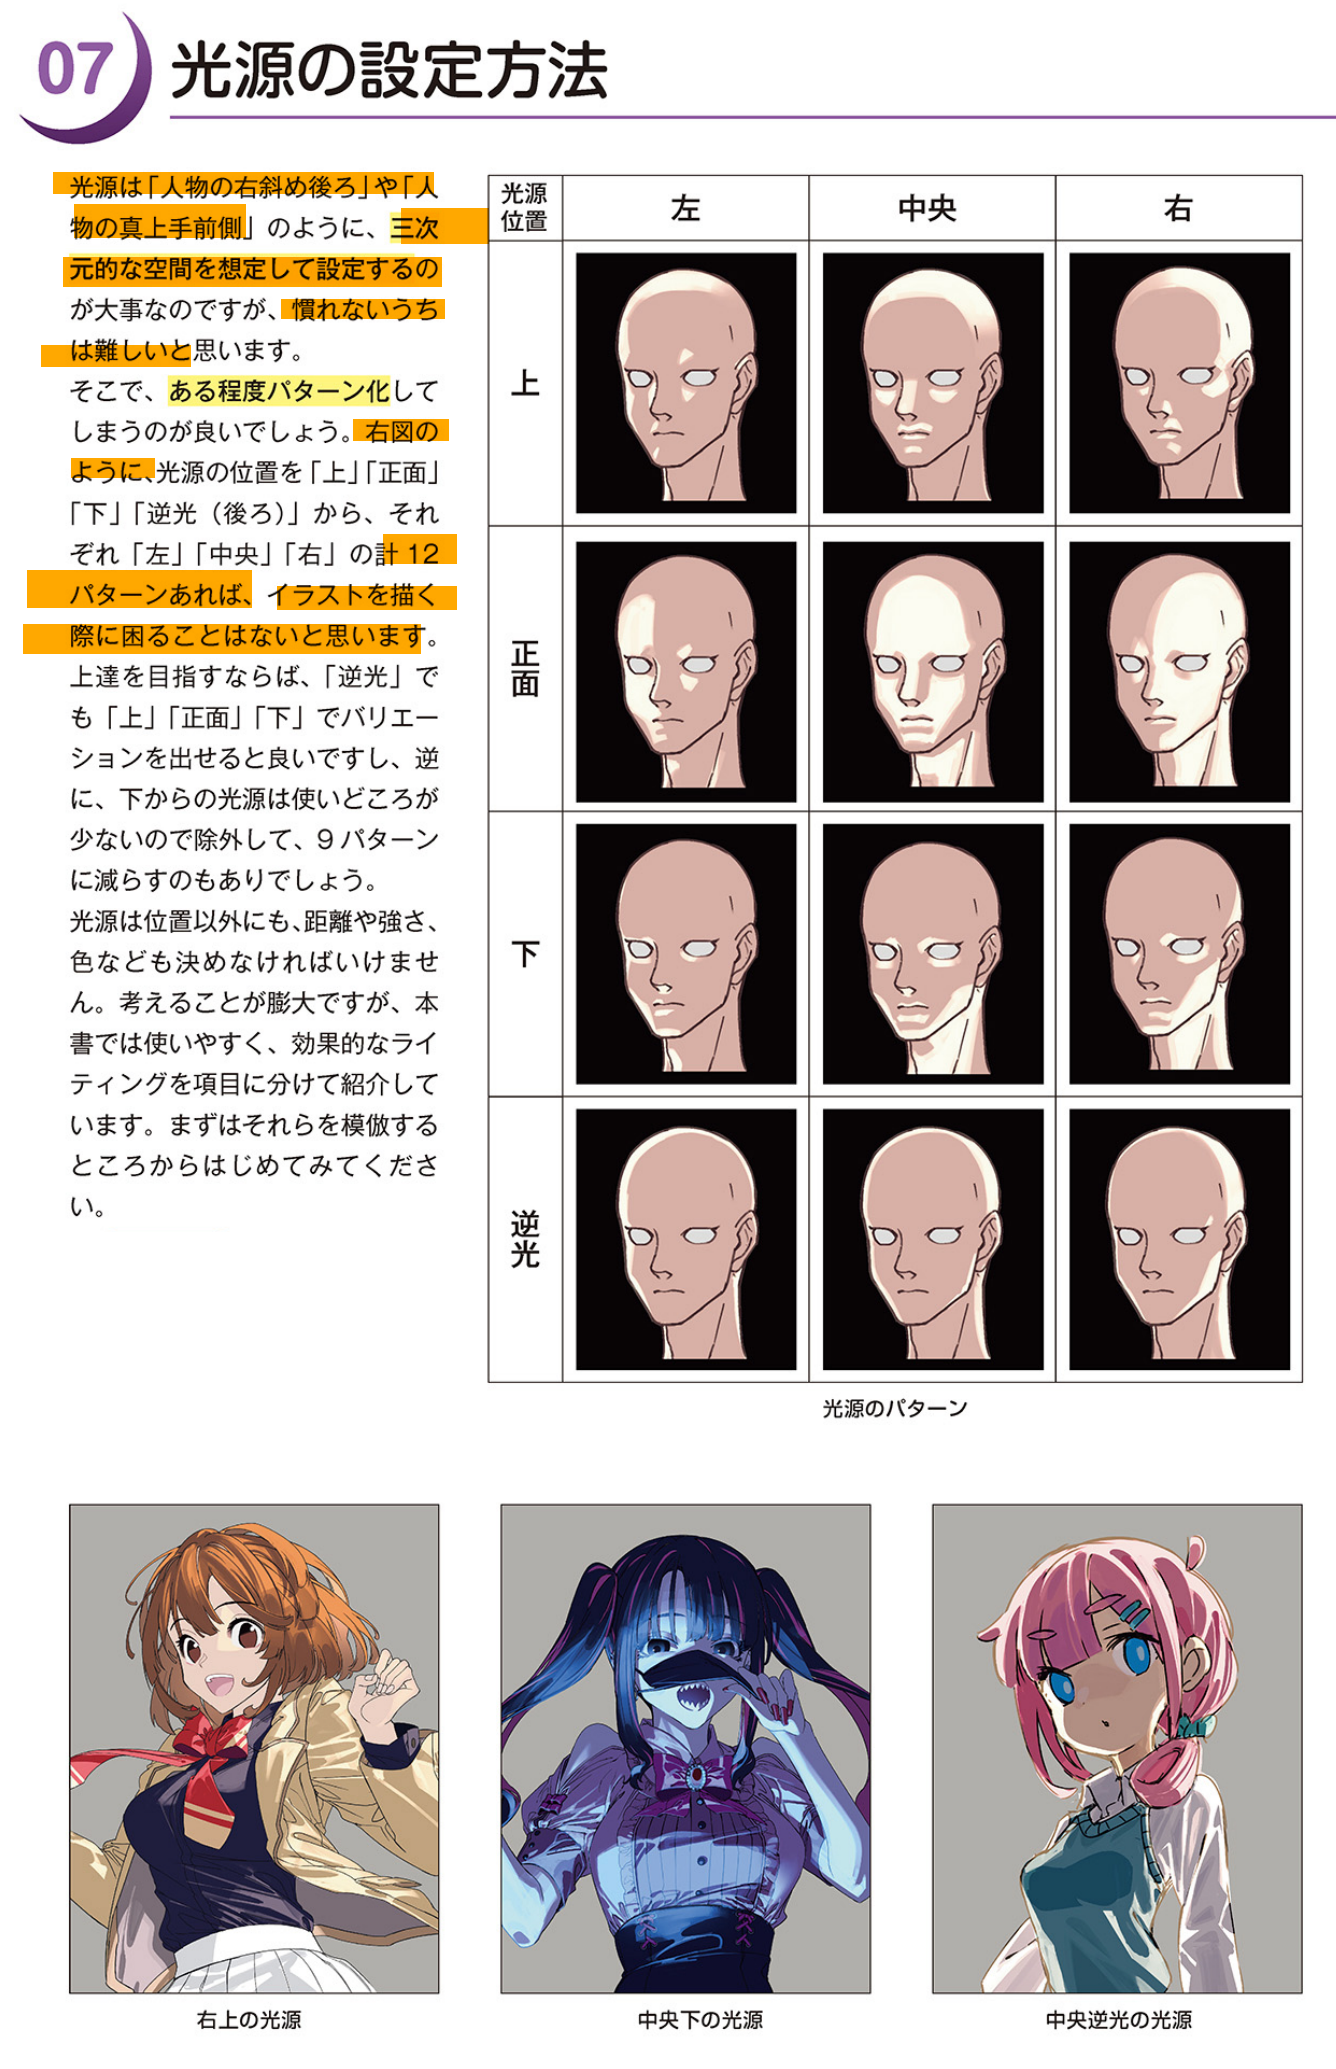 07 光源の設定方法
光源は「人物の右斜め後ろ」や「人
物の真上手前側」のように、三次
元的な空間を想定して設定するの
が大事なのですが、慣れないうち
は難しいと思います。
そこで、ある程度パターン化して
しまうのが良いでしょう。右図の
ように、光源の位置を「上」「正面」
「下」「逆光（後ろ）」から、それ
ぞれ「左」「中央」「右」の計 12
パターンあれば、イラストを描く
際に困ることはないと思います。
上達を目指すならば、「逆光」で
も「上」「正面」「下」でバリエー
ションを出せると良いですし、逆
に、下からの光源は使いどころが
少ないので除外して、9 パターン
に減らすのもありでしょう。
光源は位置以外にも、距離や強さ、
色なども決めなければいけませ
ん。考えることが膨大ですが、本
書では使いやすく、効果的なライ
ティングを項目に分けて紹介して
います。まずはそれらを模倣する
ところからはじめてみてくださ
い。
光源
位置
左
中央
右
上
正面
下
逆光
光源のパターン
右上の光源
中央下の光源
中央逆光の光源